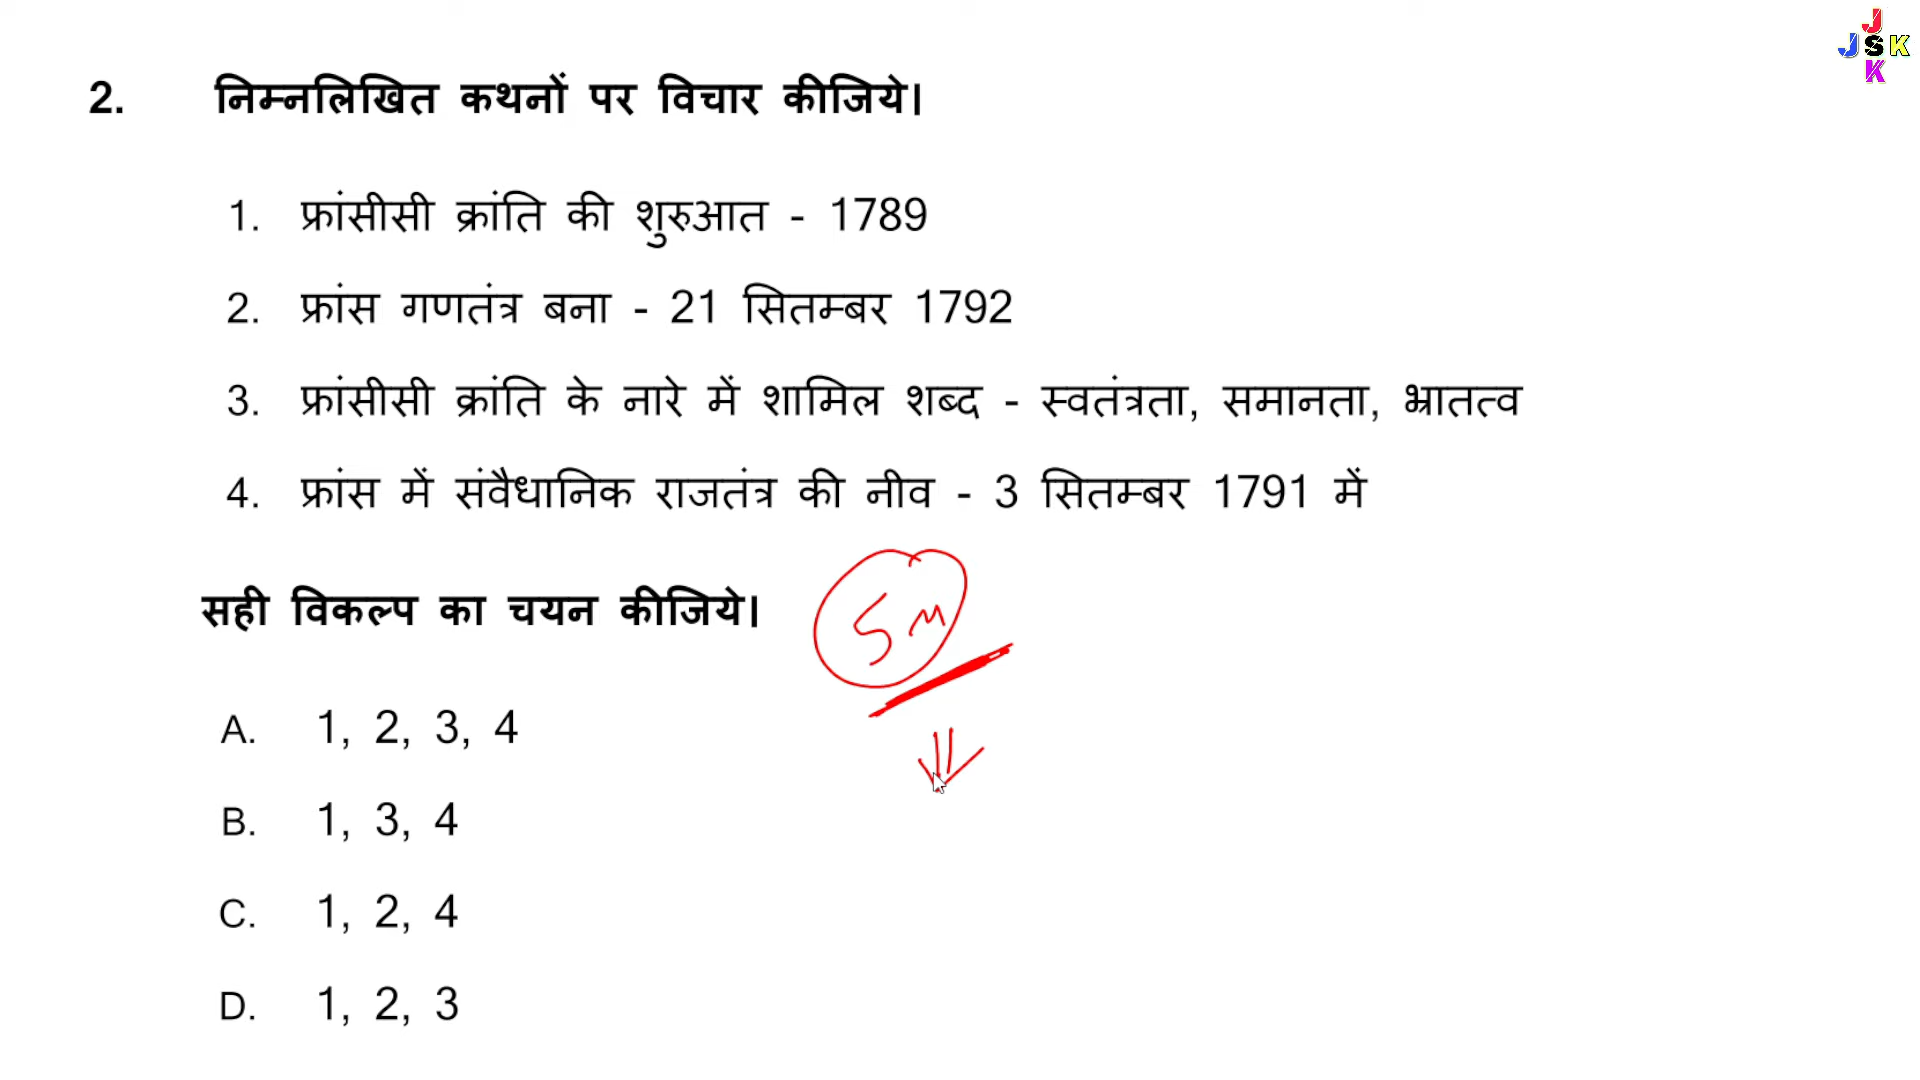 J
JSK
K
2. निम्नलिखित कथनों पर विचार कीजिये।
1. फ्रांसीसी क्रांति की शुरुआत - 1789
2. फ्रांस गणतंत्र बना - 21 सितम्बर 1792
3. फ्रांसीसी क्रांति के नारे में शामिल शब्द - स्वतंत्रता, समानता, भ्रातत्व
4. फ्रांस में संवैधानिक राजतंत्र की नीव - 3 सितम्बर 1791 में
सही विकल्प का चयन कीजिये।
5 M
A. 1, 2, 3, 4
B. 1, 3, 4
C. 1, 2, 4
D. 1, 2, 3